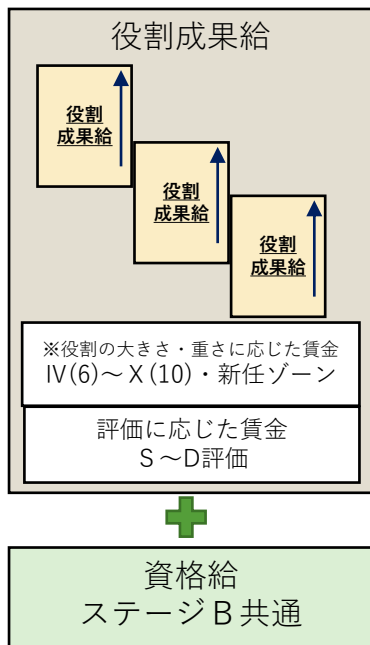 役割成果給
役割
成果給
役割
成果給
役割
成果給
※役割の大きさ・重さに応じた賃金
Ⅳ(6)～Ⅹ(10)・新任ゾーン
評価に応じた賃金
S～D評価
資格給
ステージB共通